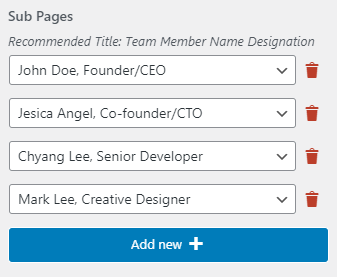 Sub Pages
Recommended Title: Team Member Name Designation
John Doe, Founder/CEO
Jesica Angel, Co-founder/CTO
Chyang Lee, Senior Developer
Mark Lee, Creative Designer
Add new